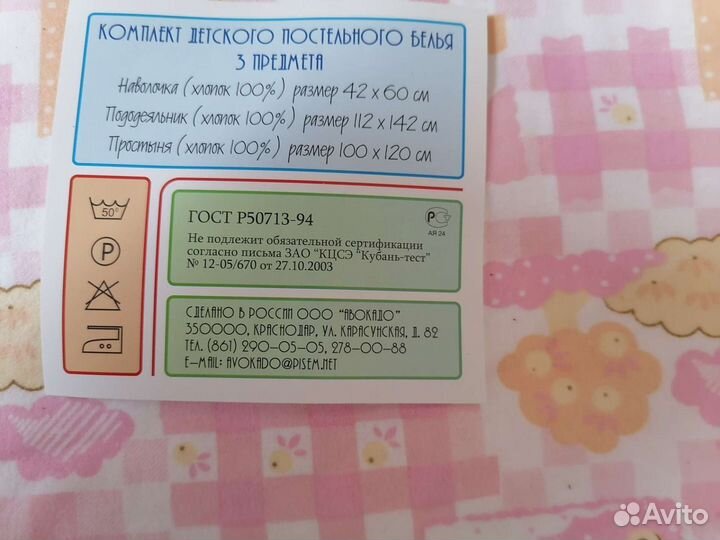 КОМПЛЕКТ ДЕТСКОГО ПОСТЕЛЬНОГО БЕЛЬЯ
3 ПРЕДМЕТА
Наволочка (хлопок 100%) размер 42 х 60 см
Пододеяльник (хлопок 100%) размер 112 х 142 см
Простыня (хлопок 100%) размер 100 х 120 см
50°
P
ГОСТ Р50713-94
РС
АЯ 24
Не подлежит обязательной сертификации
согласно письма ЗАО "КЦСЭ "Кубань-тест"
№ 12-05/670 от 27.10.2003
СДЕЛАНО В РОССИИ ООО "АВОКАДО"
350000, КРАСНОДАР, УЛ. КАРАСУНСКАЯ, Д. 82
ТЕЛ. (861) 290-05-05, 278-00-88
E-MAIL: AVOKADO@PISEM.NET
Avito